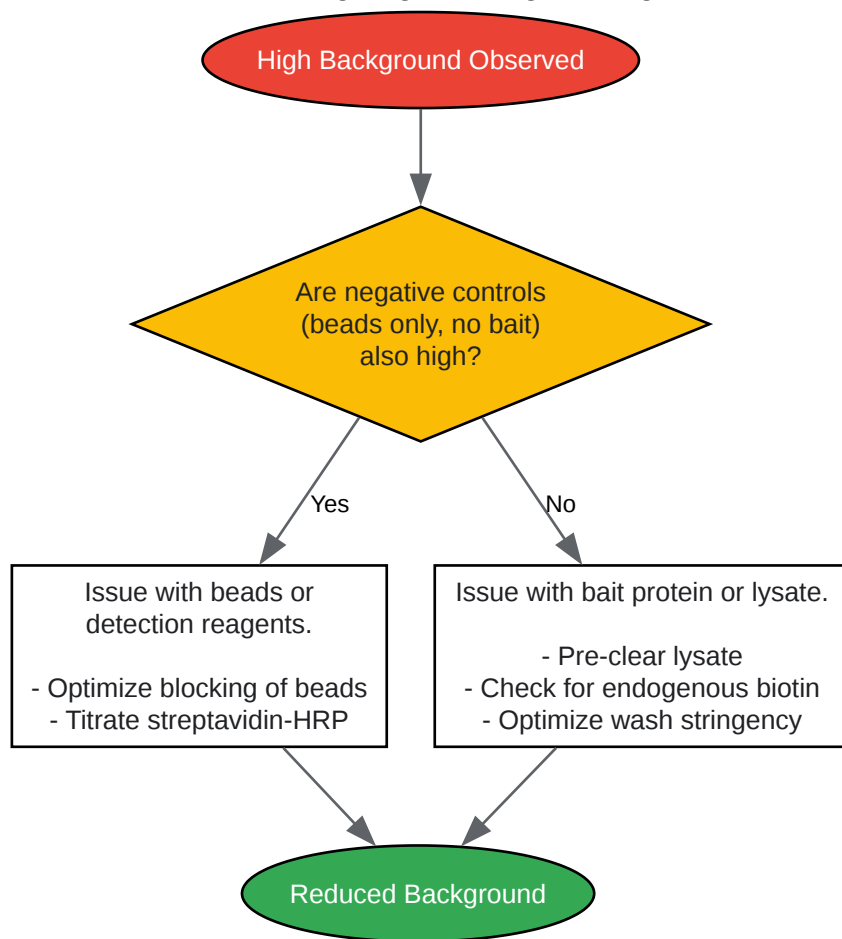 High Background Observed
Are negative controls
(beads only, no bait)
also high?
Yes
No
Issue with beads or
detection reagents.
- Optimize blocking of beads
- Titrate streptavidin-HRP
Issue with bait protein or lysate.
- Pre-clear lysate
- Check for endogenous biotin
- Optimize wash stringency
Reduced Background